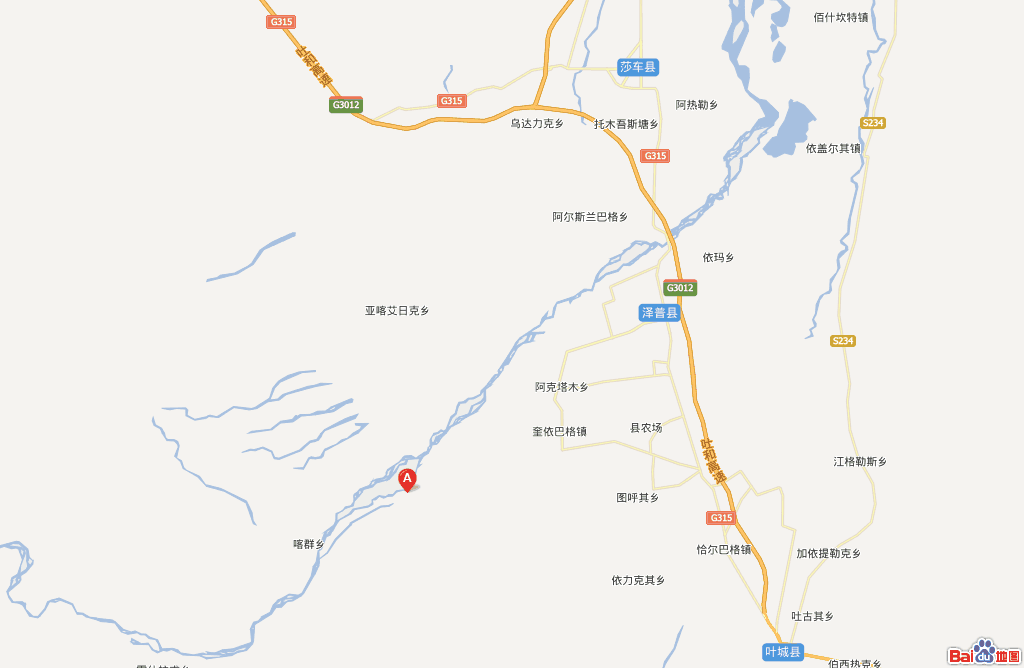 佰什坎特镇
G315
吐和高速
莎车县
G315
G3012
阿热勒乡
乌达力克乡
托木吾斯塘乡
S234
依盖尔其镇
G315
阿尔斯兰巴格乡
依玛乡
G3012
亚喀艾日克乡
泽普县
S234
阿克塔木乡
奎依巴格镇
县农场
吐和高速
江格勒斯乡
A
图呼其乡
G315
喀群乡
恰尔巴格镇
加依提勒克乡
依力克其乡
吐古其乡
叶城县
伯西热克乡
Bai du 地图